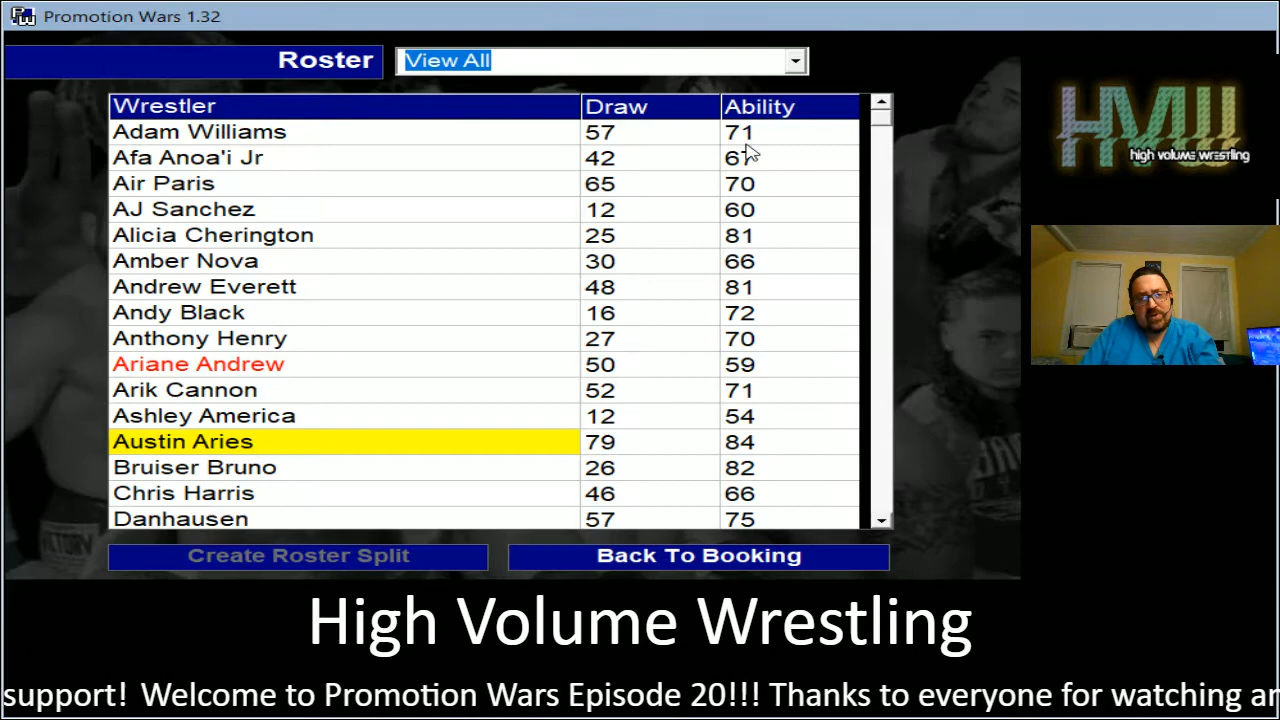 Promotion Wars 1.32
Roster View All
Wrestler Draw Ability
Adam Williams 57 71
Afa Anoa'i Jr 42
Air Paris 65 70
AJ Sanchez 12 60
Alicia Cherington 25 81
Amber Nova 30 66
Andrew Everett 48 81
Andy Black 16 72
Anthony Henry 27 70
Ariane Andrew 50 59
Arik Cannon 52 71
Ashley America 12 54
Austin Aries 79 84
Bruiser Bruno 26 82
Chris Harris 46 66
Danhausen 57 75
Create Roster Split Back To Booking
HVW
high volume wrestling
High Volume Wrestling
support! Welcome to Promotion Wars Episode 20!!! Thanks to everyone for watching